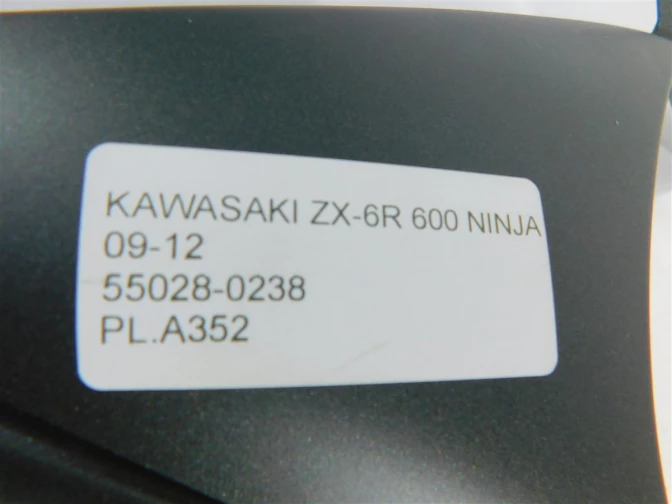 KAWASAKI ZX-6R 600 NINJA
09-12
55028-0238
PL.A352